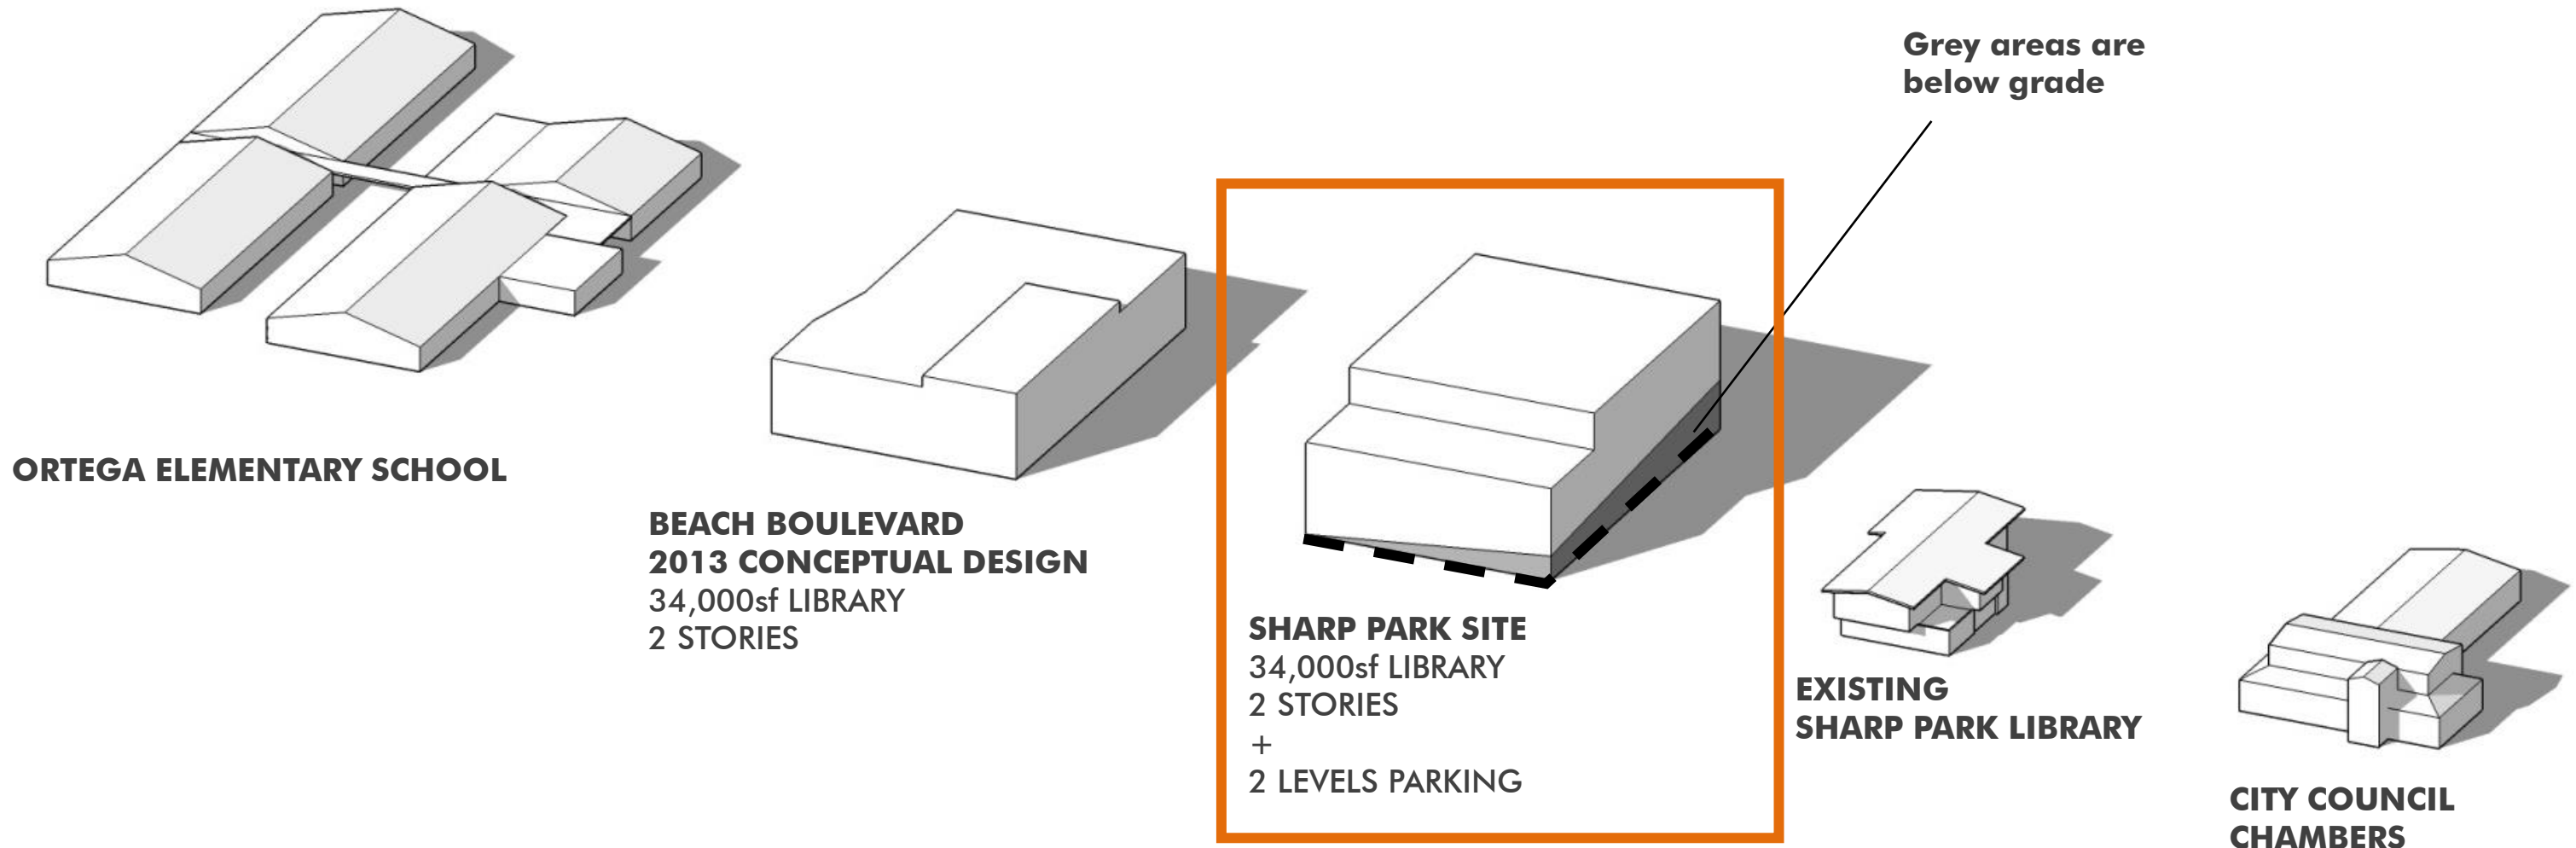 Grey areas are
below grade
ORTEGA ELEMENTARY SCHOOL
BEACH BOULEVARD
2013 CONCEPTUAL DESIGN
34,000sf LIBRARY
2 STORIES
SHARP PARK SITE
34,000sf LIBRARY
2 STORIES
+
2 LEVELS PARKING
EXISTING
SHARP PARK LIBRARY
CITY COUNCIL
CHAMBERS